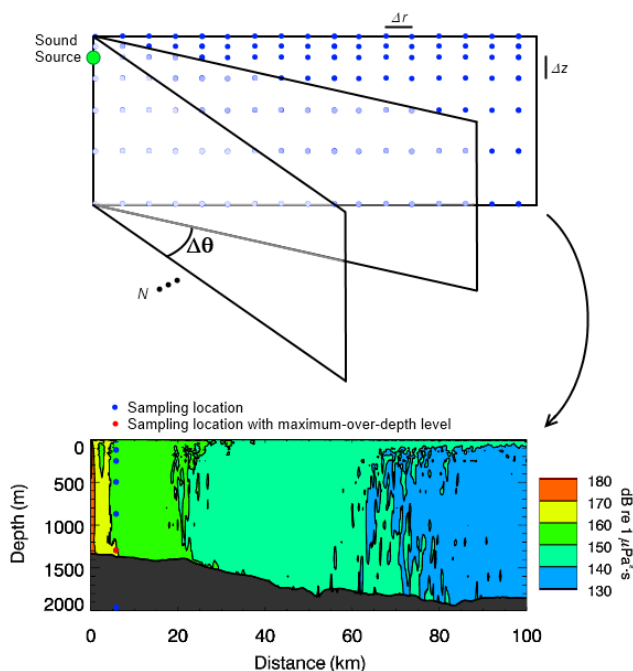 Δr
Sound
Source
Δz
Δθ
N
Sampling location
Sampling location with maximum-over-depth level
Depth (m)
0
500
1000
1500
2000
0 20 40 60 80 100
Distance (km)
180
170
160
150
140
130
dB re 1 μPa²·s